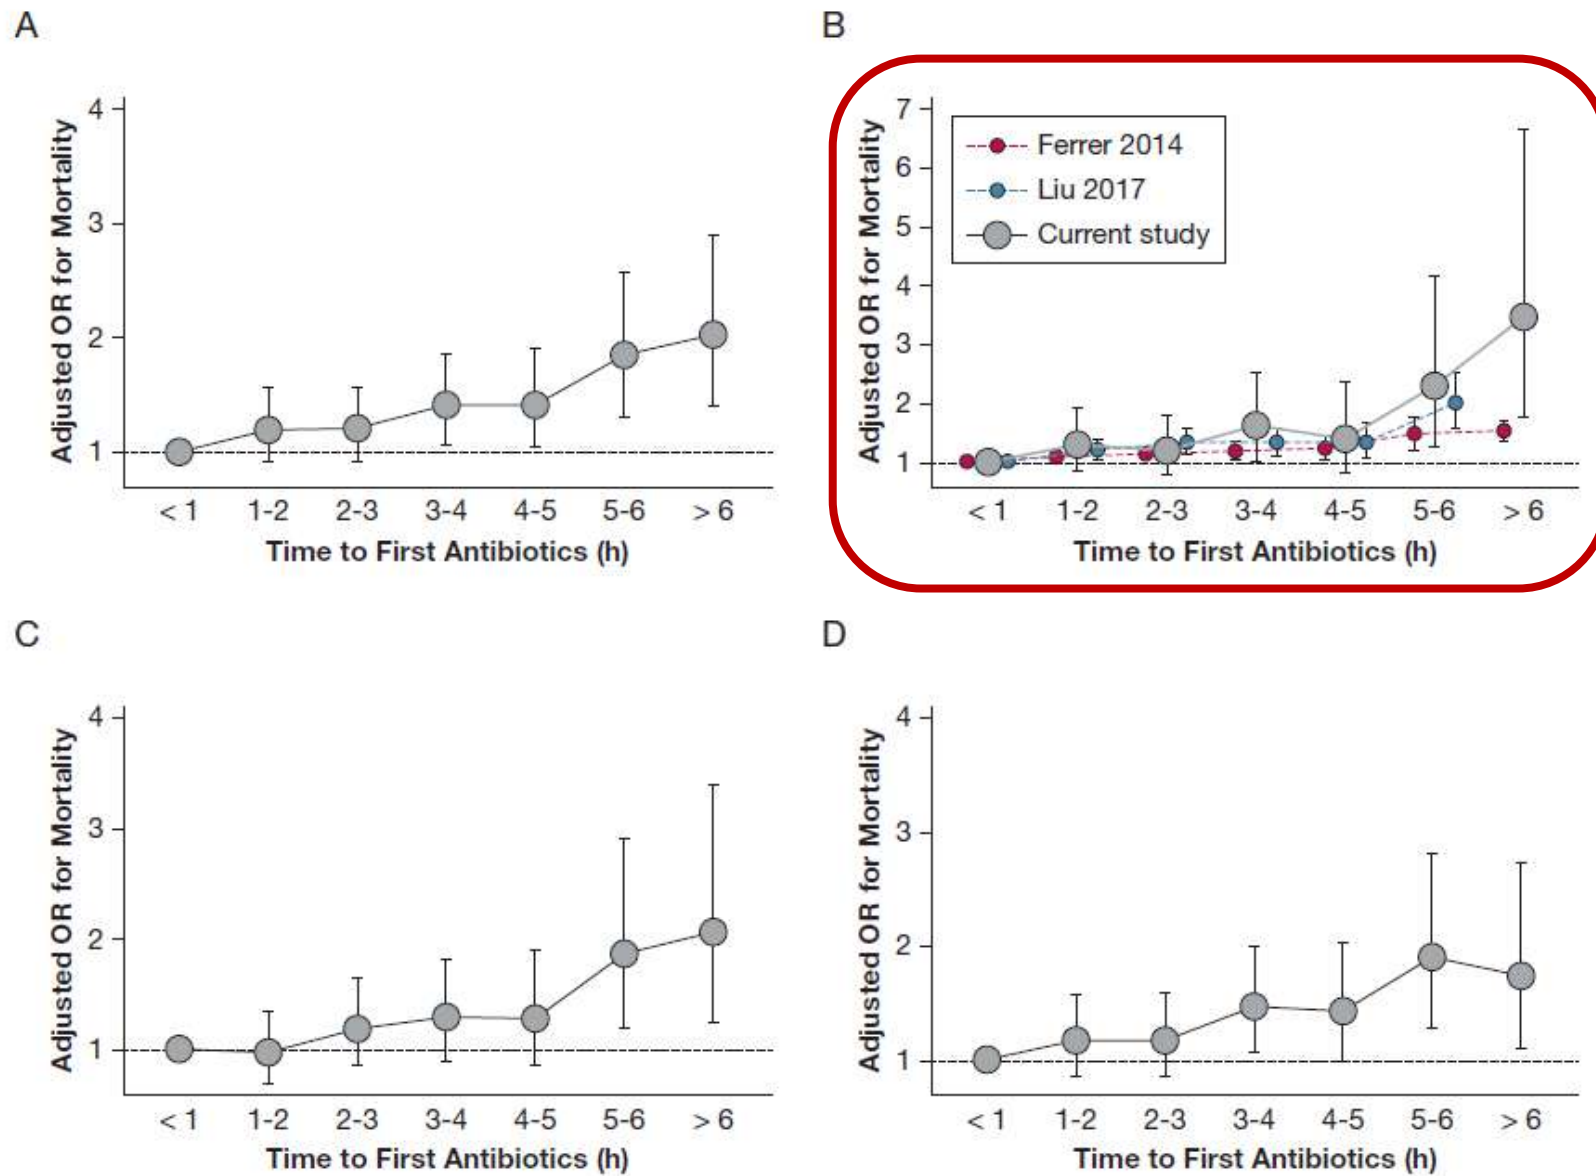 A
Adjusted OR for Mortality
4
3
2
1
< 1 1-2 2-3 3-4 4-5 5-6 > 6
Time to First Antibiotics (h)
B
Adjusted OR for Mortality
7
6
5
4
3
2
1
Ferrer 2014
Liu 2017
Current study
< 1 1-2 2-3 3-4 4-5 5-6 > 6
Time to First Antibiotics (h)
C
Adjusted OR for Mortality
4
3
2
1
< 1 1-2 2-3 3-4 4-5 5-6 > 6
Time to First Antibiotics (h)
D
Adjusted OR for Mortality
4
3
2
1
< 1 1-2 2-3 3-4 4-5 5-6 > 6
Time to First Antibiotics (h)